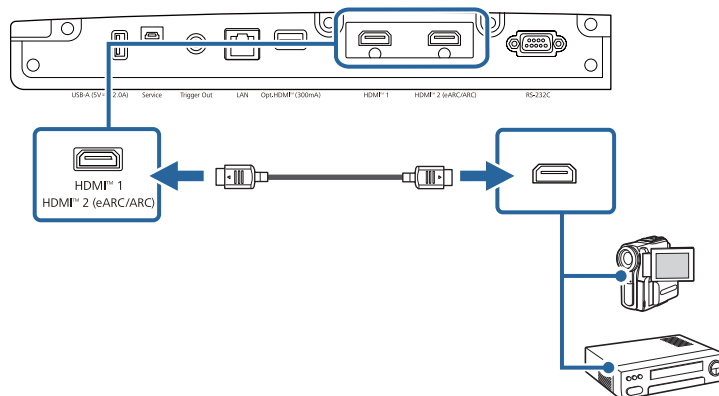 USB-A (5V⎓2.0A) Service Trigger Out LAN Opt.HDMI™(300mA) HDMI™ 1 HDMI™ 2 (eARC/ARC) RS-232C
HDMI™ 1
HDMI™ 2 (eARC/ARC)